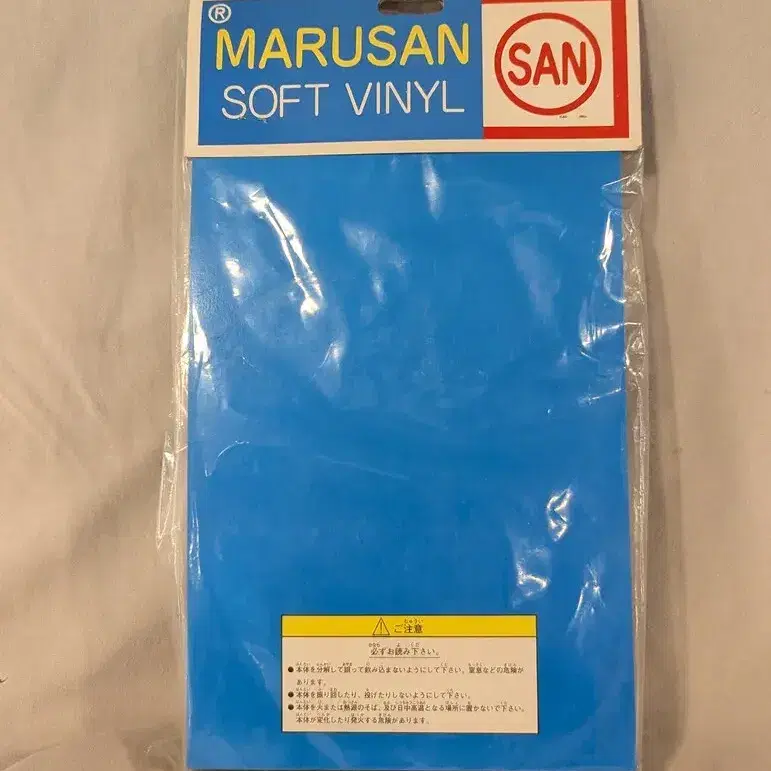 ®
MARUSAN
SOFT VINYL
SAN
ご注意
必ずお読み下さい。
●本体を分解して誤って飲み込まないようにして下さい。窒息などの危険が
あります。
●本体を振り回したり、投げたりしないようにして下さい。
●本体を火または熱源のそば、及び日中高温となる場所に置かないで下さい。
本体が変化したり発火する危険があります。